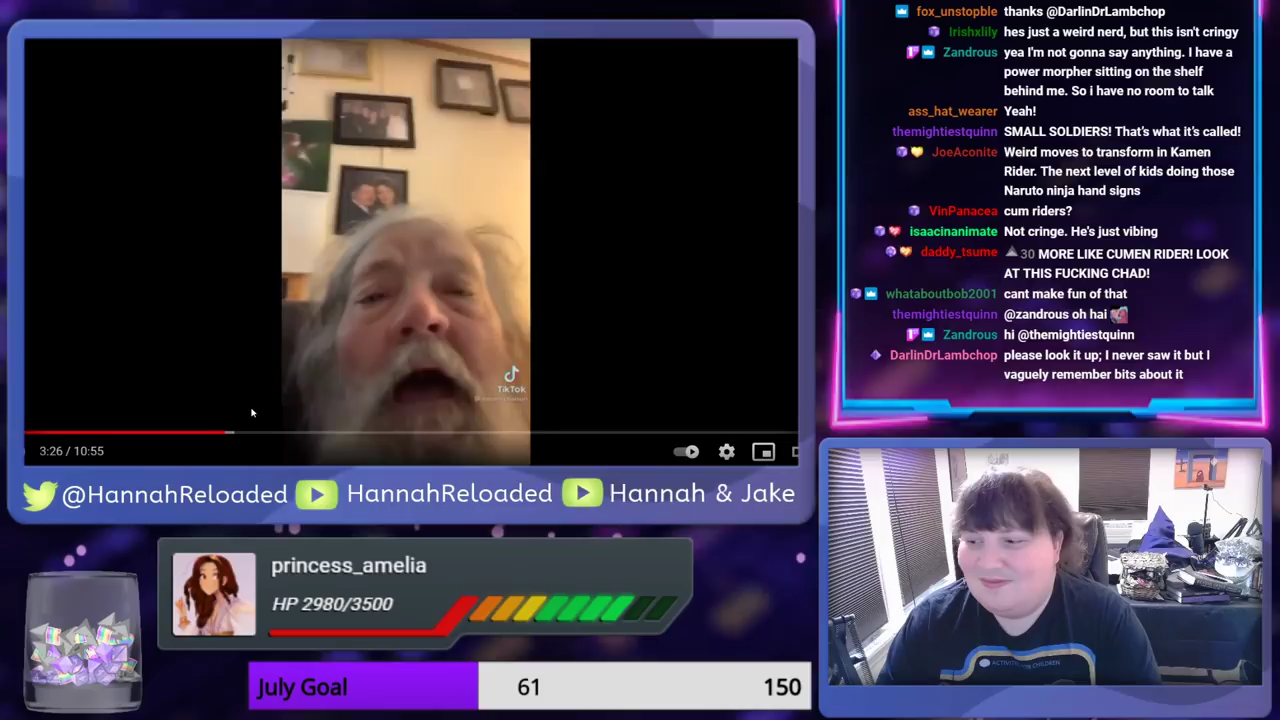 fox_unstopble thanks @DarlinDrLambchop
Irishxlily hes just a weird nerd, but this isn't cringy
Zandrous yea I'm not gonna say anything. I have a
power morpher sitting on the shelf
behind me. So i have no room to talk
ass_hat_wearer Yeah!
themightiestquinn SMALL SOLDIERS! That's what it's called!
JoeAconite Weird moves to transform in Kamen
Rider. The next level of kids doing those
Naruto ninja hand signs
VinPanacea cum riders?
isaacinanimate Not cringe. He's just vibing
daddy_tsume 30 MORE LIKE CUMEN RIDER! LOOK
AT THIS FUCKING CHAD!
whataboutbob2001 cant make fun of that
themightiestquinn @zandrous oh hai
Zandrous hi @themightiestquinn
DarlinDrLambchop please look it up; I never saw it but I
vaguely remember bits about it
TikTok
3:26 / 10:55
@HannahReloaded HannahReloaded Hannah & Jake
princess_amelia
HP 2980/3500
July Goal 61 150